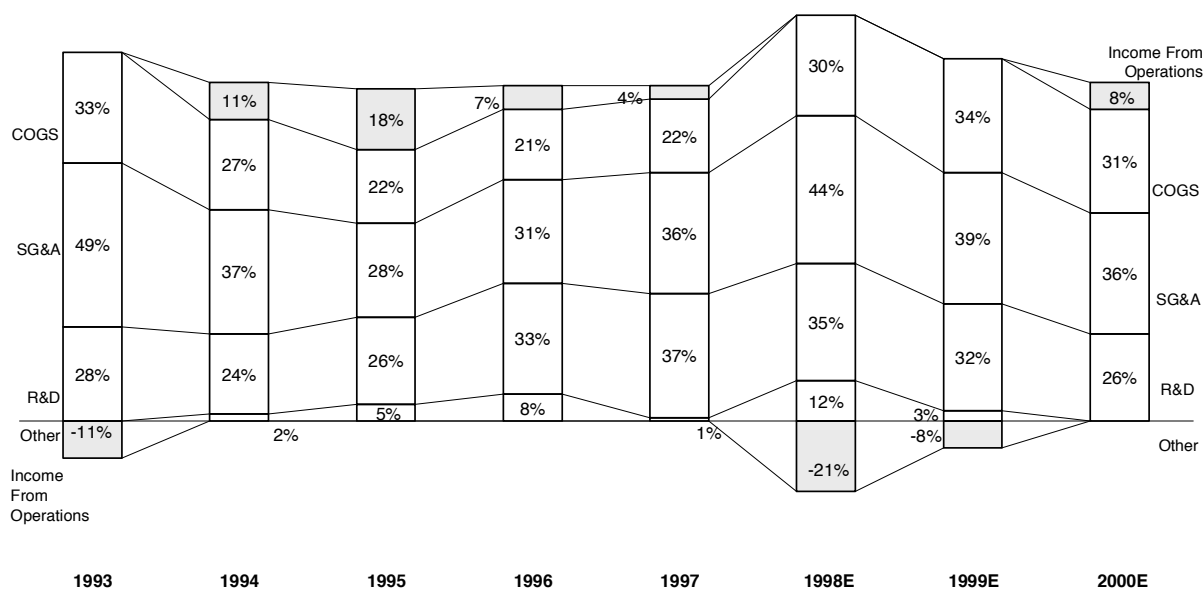 Income From
Operations
30%
33%
11%
7%
4%
34%
8%
18%
COGS
27%
22%
21%
22%
31%
COGS
44%
49%
SG&A
37%
28%
31%
36%
39%
36%
SG&A
35%
28%
24%
26%
33%
37%
32%
26%
R&D
R&D
5%
8%
12%
3%
Other
-11%
2%
1%
-8%
Other
-21%
Income
From
Operations
1993
1994
1995
1996
1997
1998E
1999E
2000E